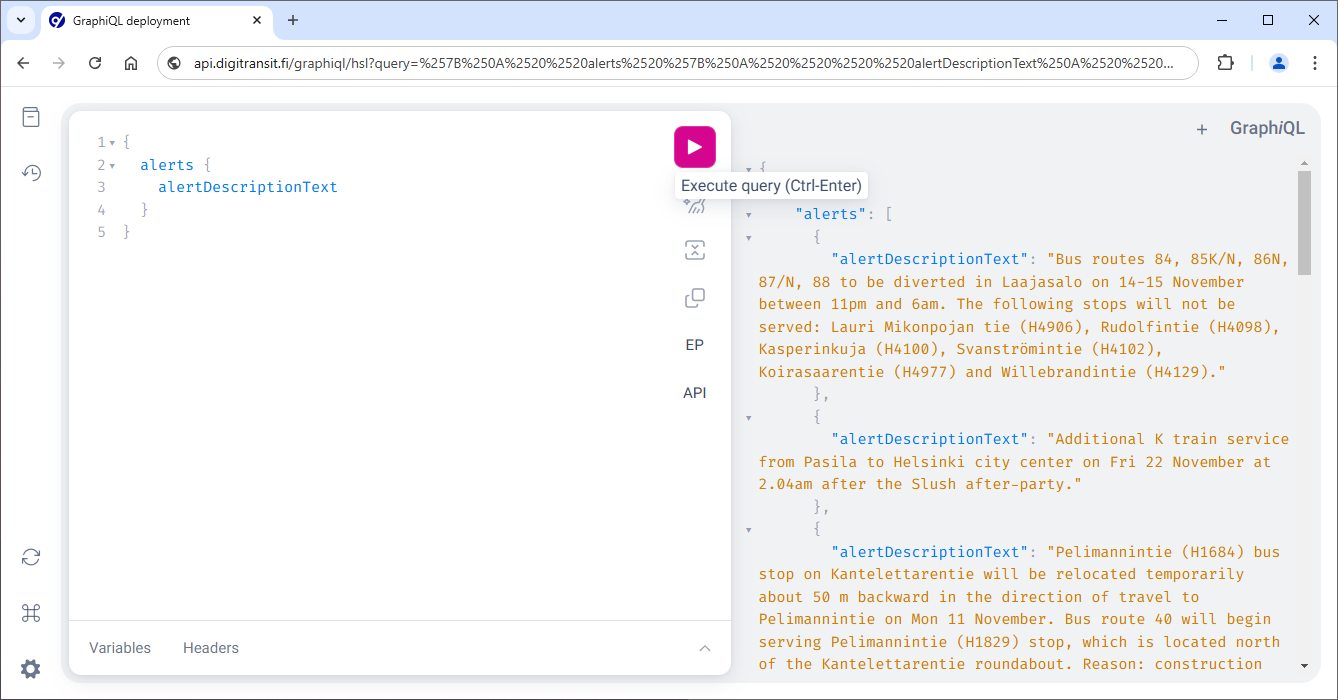 GraphiQL deployment
api.digitransit.fi/graphiql/hsl?query=%257B%250A%2520%2520alerts%2520%257B%250A%2520%2520%2520%2520alertDescriptionText%250A%2520%2520...
1 {
2 alerts {
3 alertDescriptionText
4 }
5 }
Execute query (Ctrl-Enter)
EP
API
Variables
Headers
+ GraphiQL
{
"alerts": [
{
"alertDescriptionText": "Bus routes 84, 85K/N, 86N,
87/N, 88 to be diverted in Laajasalo on 14-15 November
between 11pm and 6am. The following stops will not be
served: Lauri Mikonpojan tie (H4906), Rudolfintie (H4098),
Kasperinkuja (H4100), Svanströmintie (H4102),
Koirasaarentie (H4977) and Willebrandintie (H4129)."
},
{
"alertDescriptionText": "Additional K train service
from Pasila to Helsinki city center on Fri 22 November at
2.04am after the Slush after-party."
},
{
"alertDescriptionText": "Pelimannintie (H1684) bus
stop on Kantelettarentie will be relocated temporarily
about 50 m backward in the direction of travel to
Pelimannintie on Mon 11 November. Bus route 40 will begin
serving Pelimannintie (H1829) stop, which is located north
of the Kantelettarentie roundabout. Reason: construction